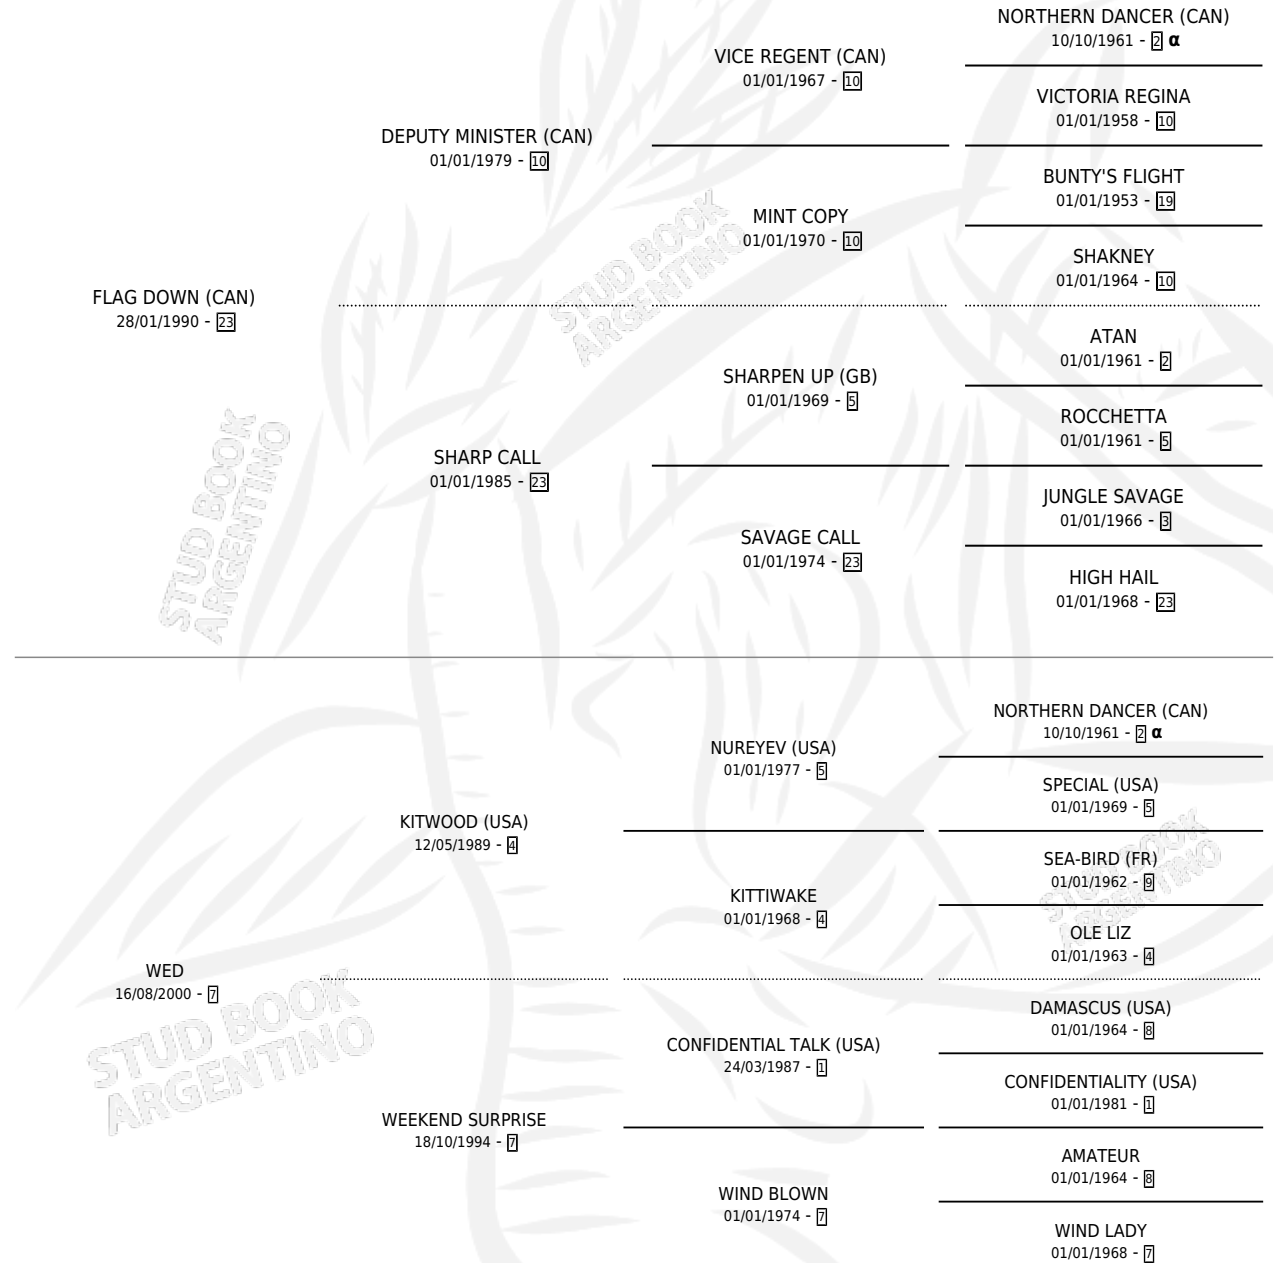 NORTHERN DANCER (CAN)
10/10/1961 - 2 α
VICE REGENT (CAN)
01/01/1967 - 10
VICTORIA REGINA
01/01/1958 - 10
DEPUTY MINISTER (CAN)
01/01/1979 - 10
BUNTY'S FLIGHT
01/01/1953 - 19
MINT COPY
01/01/1970 - 10
SHAKNEY
01/01/1964 - 10
FLAG DOWN (CAN)
28/01/1990 - 23
ATAN
01/01/1961 - 2
SHARPEN UP (GB)
01/01/1969 - 5
ROCCHETTA
01/01/1961 - 5
SHARP CALL
01/01/1985 - 23
JUNGLE SAVAGE
01/01/1966 - 3
SAVAGE CALL
01/01/1974 - 23
HIGH HAIL
01/01/1968 - 23
STUD BOOK
ARGENTINO
STUD BOOK
ARGENTINO
NORTHERN DANCER (CAN)
10/10/1961 - 2 α
NUREYEV (USA)
01/01/1977 - 5
SPECIAL (USA)
01/01/1969 - 5
KITWOOD (USA)
12/05/1989 - 4
SEA-BIRD (FR)
01/01/1962 - 9
KITTIWAKE
01/01/1968 - 4
OLE LIZ
01/01/1963 - 4
WED
16/08/2000 - 7
DAMASCUS (USA)
01/01/1964 - 8
CONFIDENTIAL TALK (USA)
24/03/1987 - 1
CONFIDENTIALITY (USA)
01/01/1981 - 1
WEEKEND SURPRISE
18/10/1994 - 7
AMATEUR
01/01/1964 - 8
WIND BLOWN
01/01/1974 - 7
WIND LADY
01/01/1968 - 7
STUD BOOK
ARGENTINO
STUD BOOK
ARGENTINO